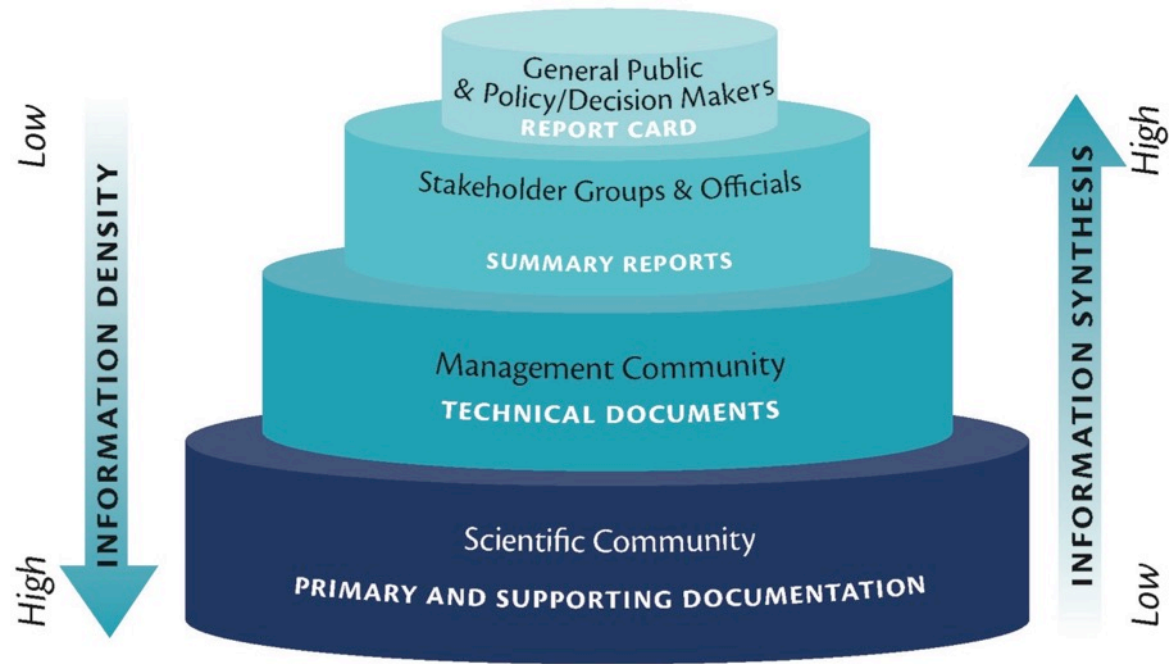 General Public
& Policy/Decision Makers
REPORT CARD
Stakeholder Groups & Officials
SUMMARY REPORTS
Management Community
TECHNICAL DOCUMENTS
Scientific Community
PRIMARY AND SUPPORTING DOCUMENTATION
Low
INFORMATION DENSITY
High
High
INFORMATION SYNTHESIS
Low